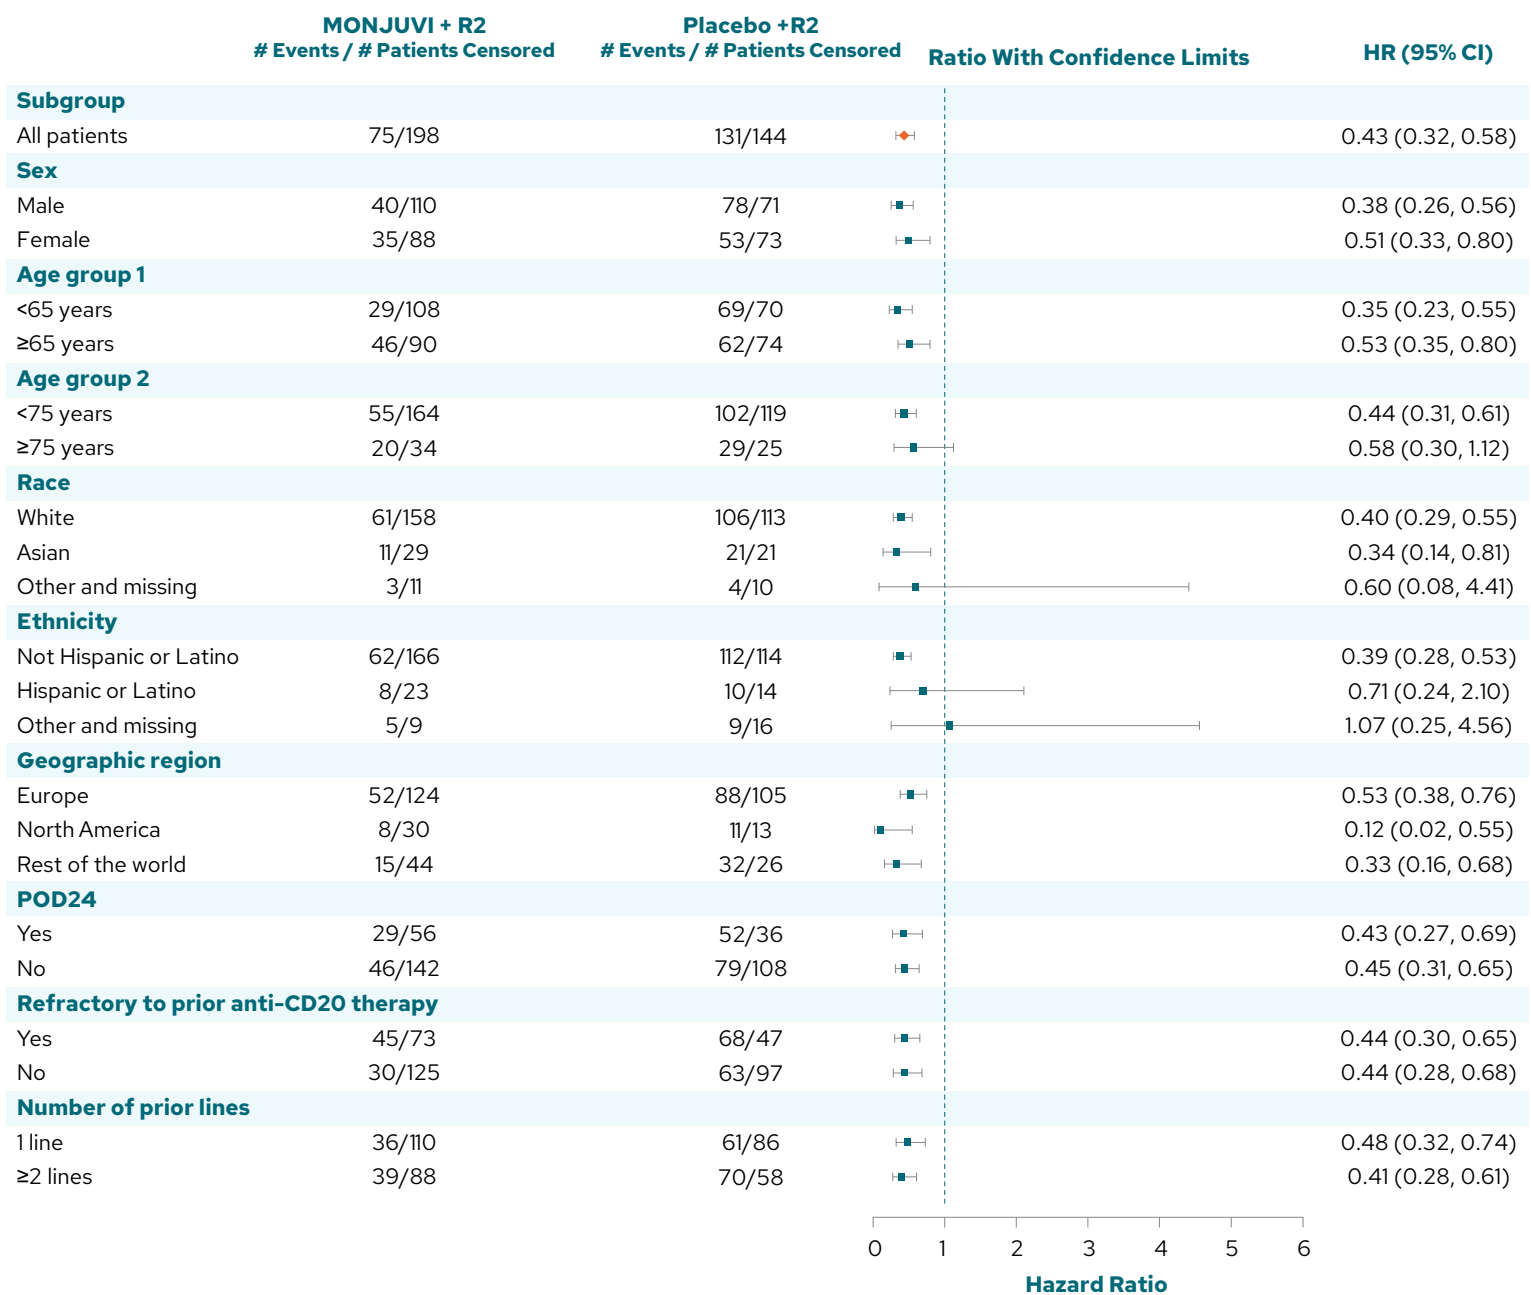 MONJUVI + R2
# Events / # Patients Censored
Placebo +R2
# Events / # Patients Censored
Ratio With Confidence Limits
HR (95% CI)
Subgroup
All patients 75/198 131/144 0.43 (0.32, 0.58)
Sex
Male 40/110 78/71 0.38 (0.26, 0.56)
Female 35/88 53/73 0.51 (0.33, 0.80)
Age group 1
<65 years 29/108 69/70 0.35 (0.23, 0.55)
≥65 years 46/90 62/74 0.53 (0.35, 0.80)
Age group 2
<75 years 55/164 102/119 0.44 (0.31, 0.61)
≥75 years 20/34 29/25 0.58 (0.30, 1.12)
Race
White 61/158 106/113 0.40 (0.29, 0.55)
Asian 11/29 21/21 0.34 (0.14, 0.81)
Other and missing 3/11 4/10 0.60 (0.08, 4.41)
Ethnicity
Not Hispanic or Latino 62/166 112/114 0.39 (0.28, 0.53)
Hispanic or Latino 8/23 10/14 0.71 (0.24, 2.10)
Other and missing 5/9 9/16 1.07 (0.25, 4.56)
Geographic region
Europe 52/124 88/105 0.53 (0.38, 0.76)
North America 8/30 11/13 0.12 (0.02, 0.55)
Rest of the world 15/44 32/26 0.33 (0.16, 0.68)
POD24
Yes 29/56 52/36 0.43 (0.27, 0.69)
No 46/142 79/108 0.45 (0.31, 0.65)
Refractory to prior anti-CD20 therapy
Yes 45/73 68/47 0.44 (0.30, 0.65)
No 30/125 63/97 0.44 (0.28, 0.68)
Number of prior lines
1 line 36/110 61/86 0.48 (0.32, 0.74)
≥2 lines 39/88 70/58 0.41 (0.28, 0.61)
0 1 2 3 4 5 6
Hazard Ratio